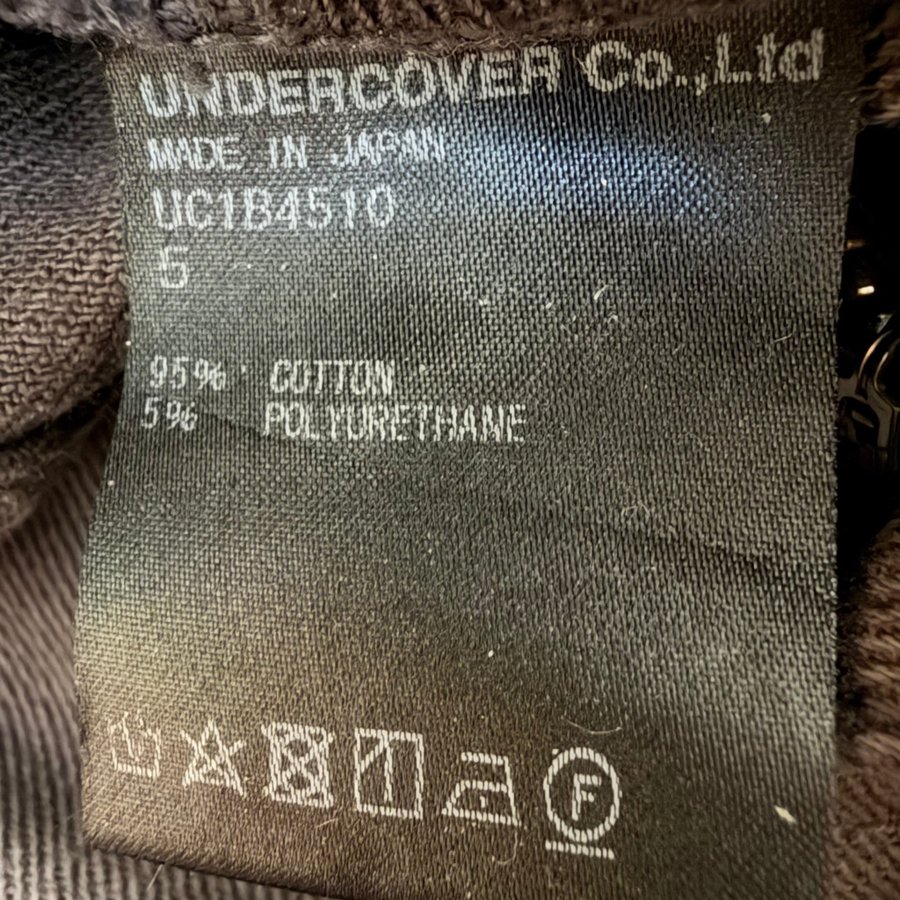 UNDERCOVER Co.,Ltd
MADE IN JAPAN
UC1B4510
5
95% COTTON
5% POLYURETHANE
F